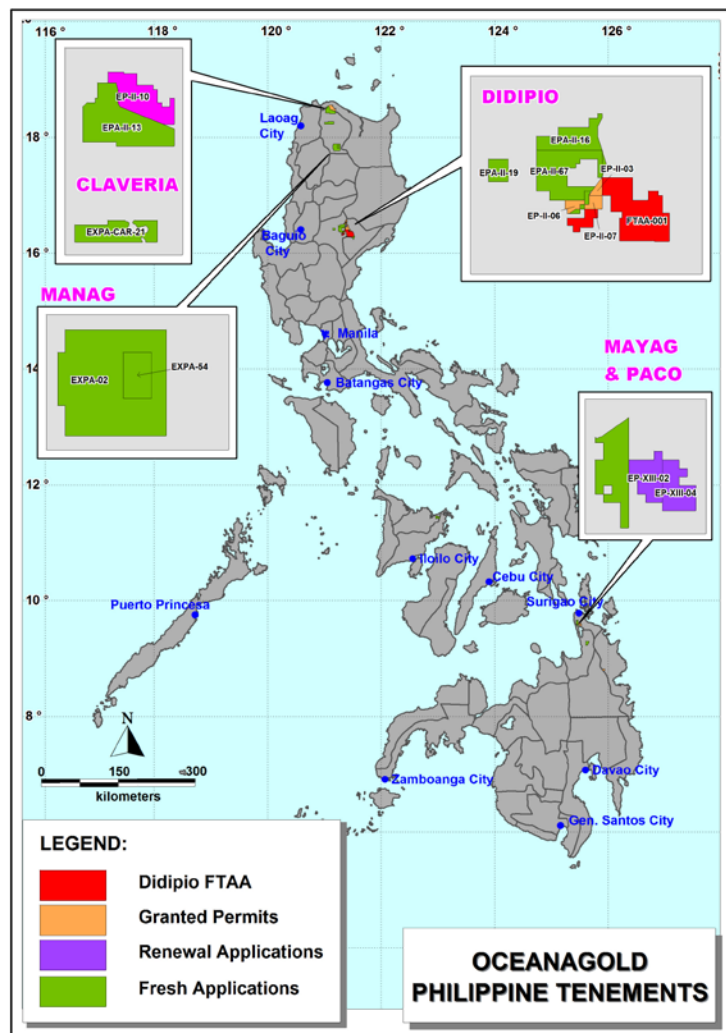 116 °
118 °
120 °
122 °
124 °
126 °
EP-II-10
EPA-II-13
CLAVERIA
EXPA-CAR-21
Laoag
City
18 °
DIDIPIO
EPA-II-16
EP-II-03
EPA-II-67
EPA-II-19
FTAA-001
EP-II-06
EP-II-07
Baguio
City
16 °
MANAG
EXPA-54
EXPA-02
Manila
14 °
Batangas City
MAYAG
& PACO
EP-XIII-02
EP-XIII-04
12 °
Iloilo City
Cebu City
Surigao City
10 °
Puerto Princesa
8 °
N
0 150 300
kilometers
Zamboanga City
Davao City
Gen. Santos City
LEGEND:
Didipio FTAA
Granted Permits
Renewal Applications
Fresh Applications
OCEANAGOLD
PHILIPPINE TENEMENTS